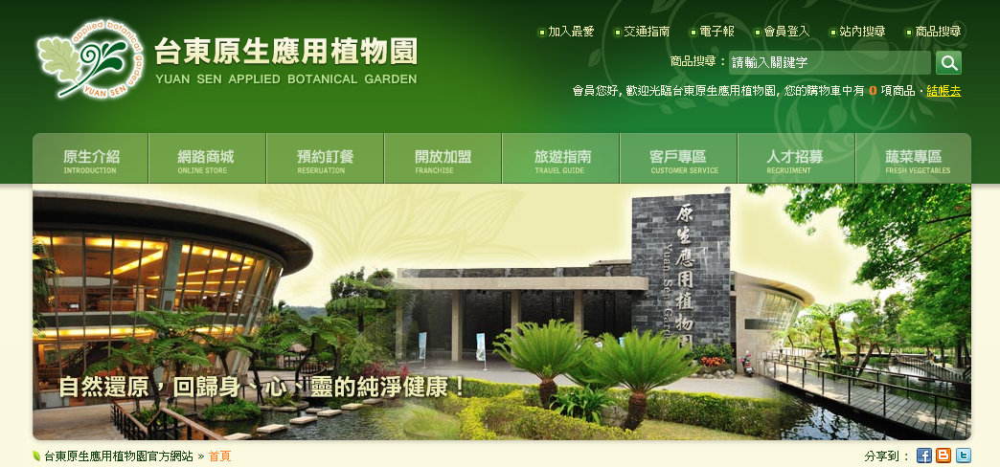 applied botanical garden
YUAN SEN
台東原生應用植物園
YUAN SEN APPLIED BOTANICAL GARDEN
加入最愛 交通指南 電子報 會員登入 站內搜尋 商品搜尋
商品搜尋：請輸入關鍵字
會員您好, 歡迎光臨台東原生應用植物園, 您的購物車中有 0 項商品・結帳去
原生介紹 網路商城 預約訂餐 開放加盟 旅遊指南 客戶專區 人才招募 蔬菜專區
INTRODUCTION ONLINE STORE RESERUATION FRANCHISE TRAUEL GUIDE CUSTOMER SERVICE RECRUIMENT FRESH VEGETABLES
原生應用植物園
Yuan Sen Gard
自然還原，回歸身、心、靈的純淨健康！
台東原生應用植物園官方網站 » 首頁
分享到：